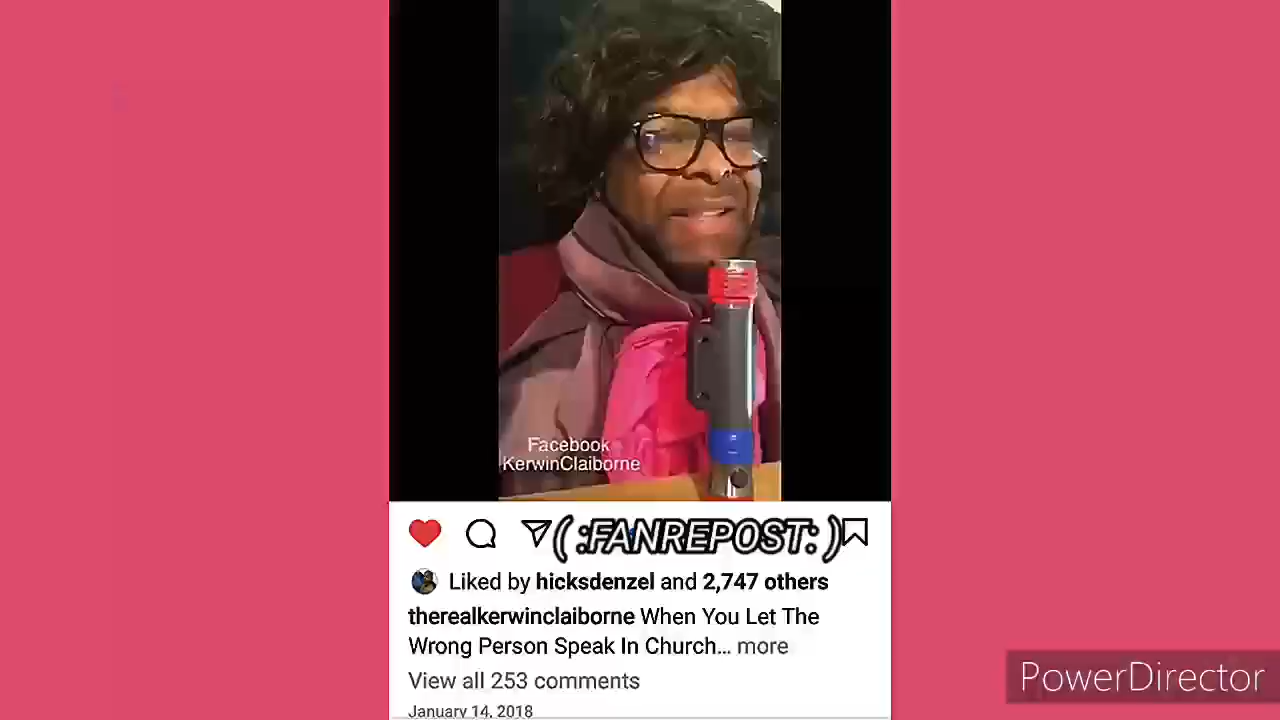 Facebook
KerwinClaiborne
( :FANREPOST: )
Liked by hicksdenzel and 2,747 others
therealkerwinclaiborne When You Let The
Wrong Person Speak In Church... more
View all 253 comments
January 14, 2018
PowerDirector